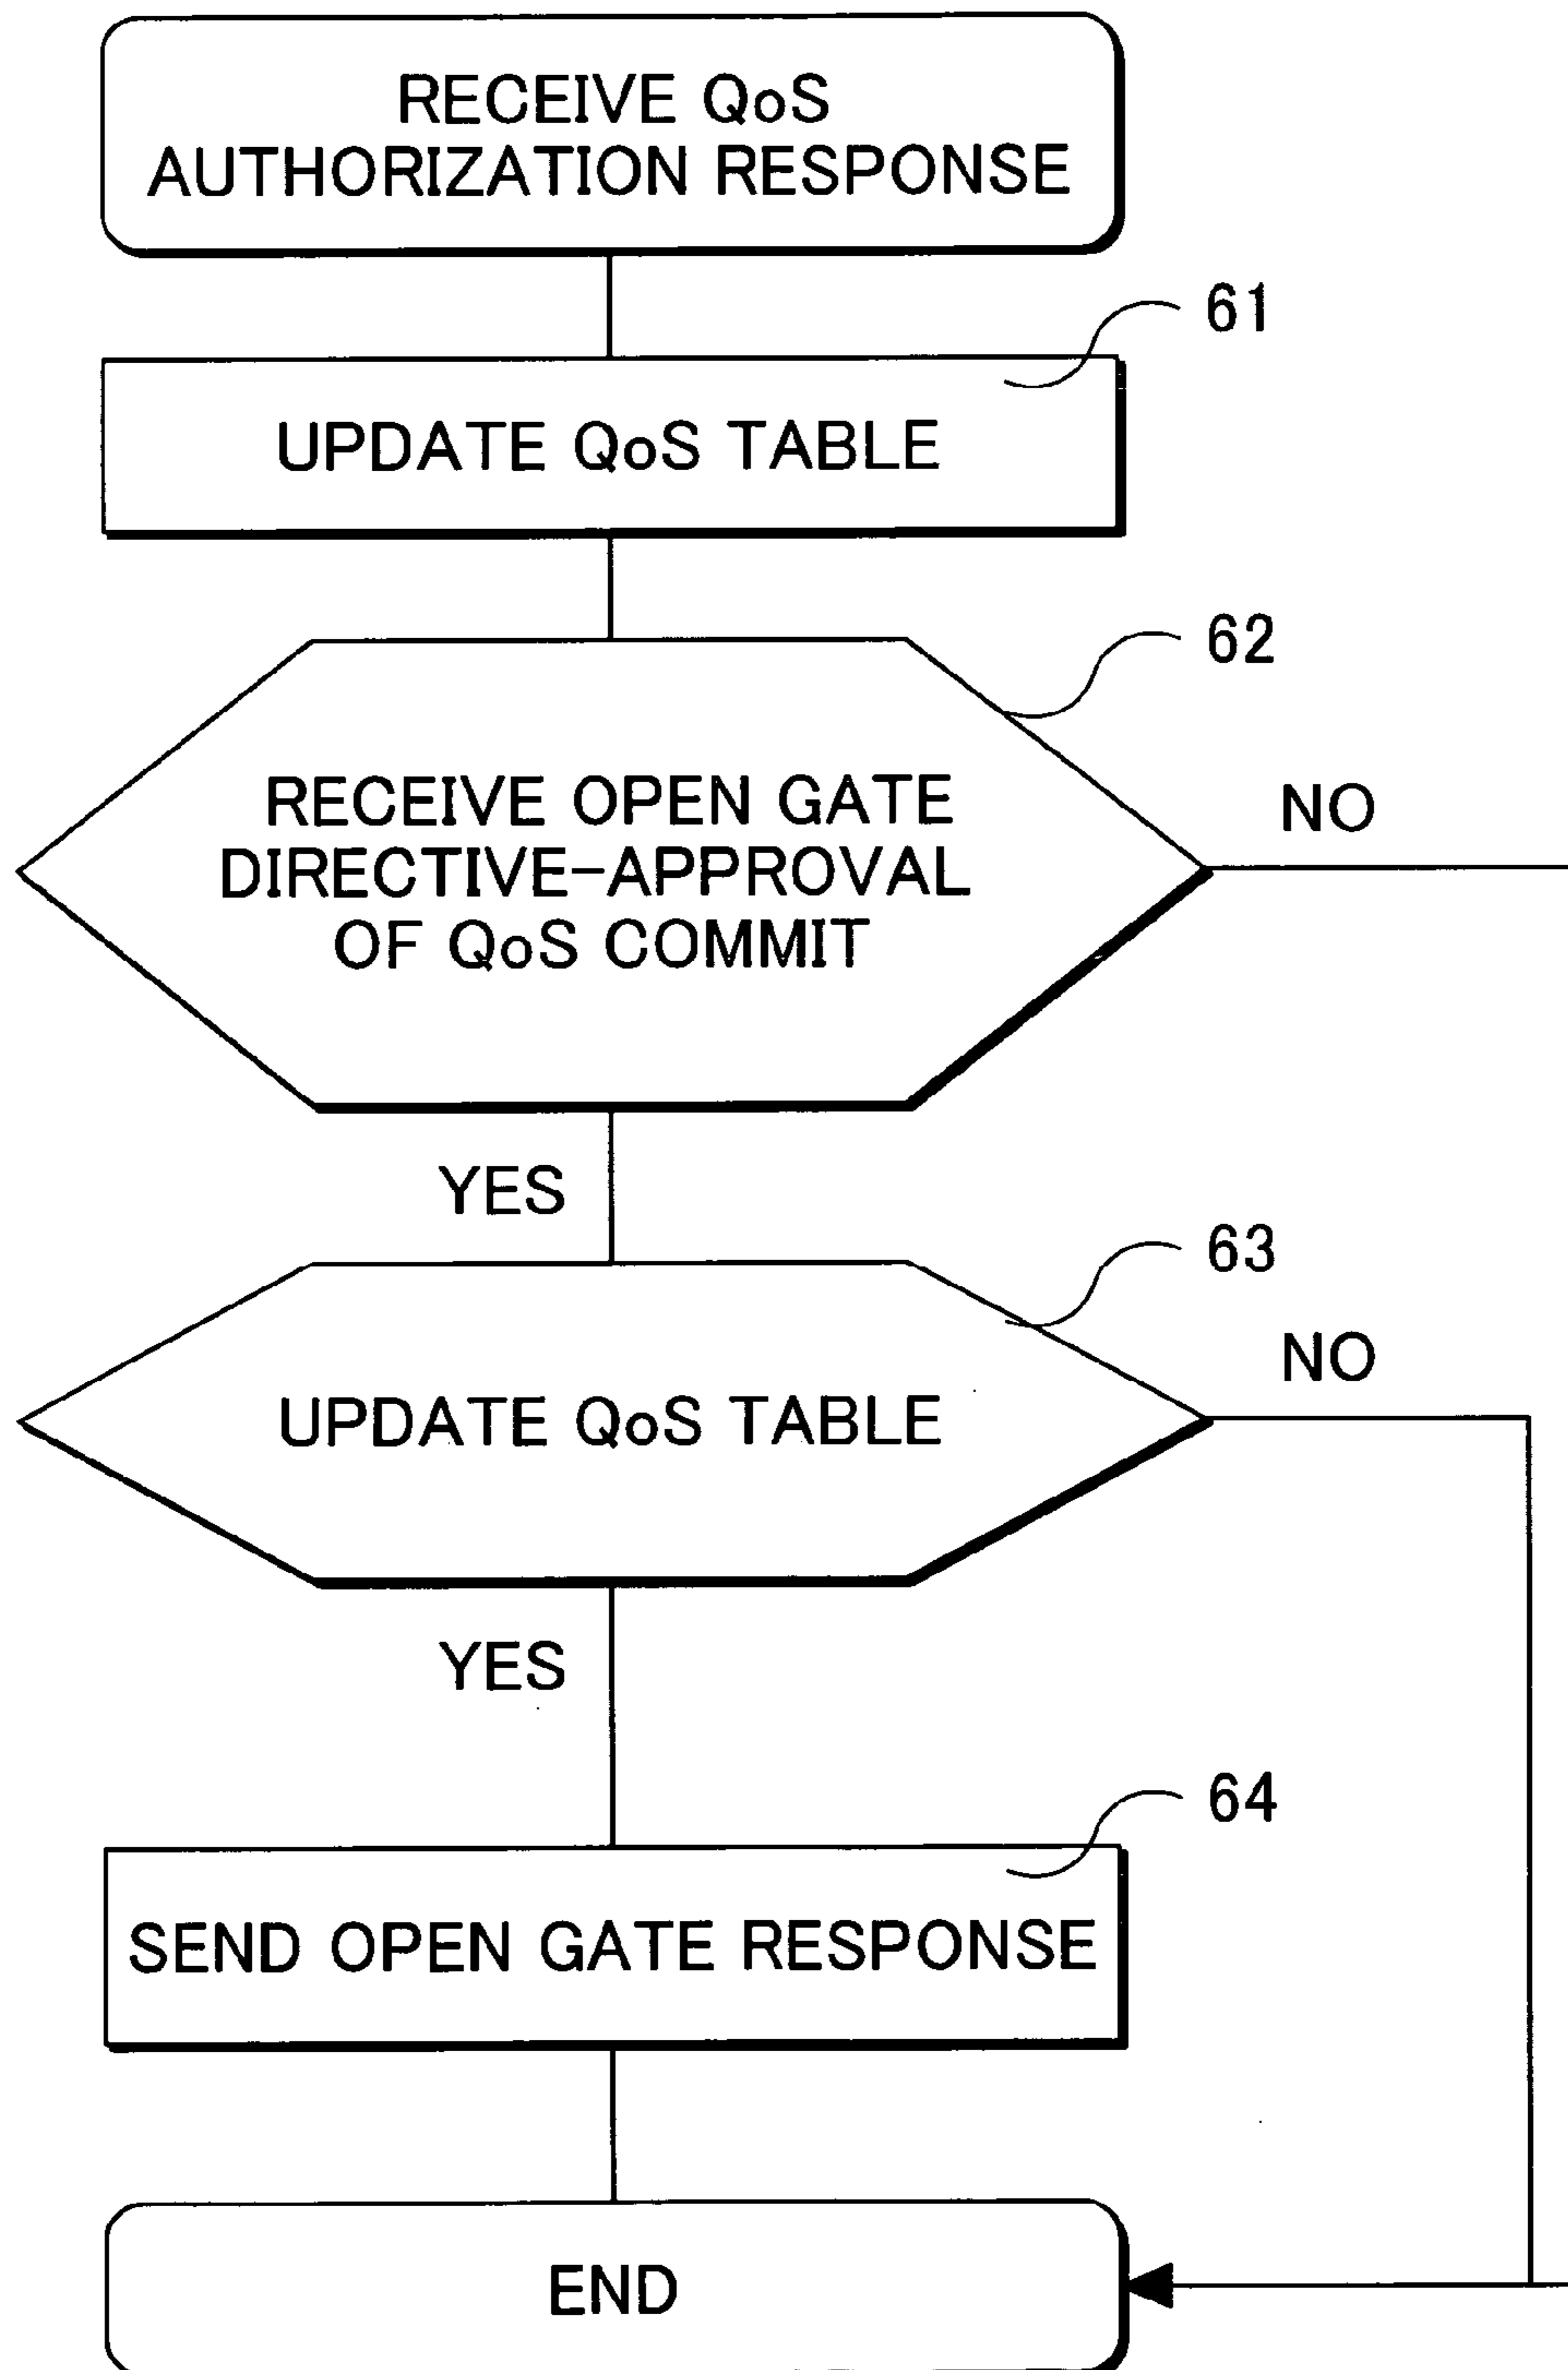 RECEIVE QoS
AUTHORIZATION RESPONSE
61
UPDATE QoS TABLE
62
RECEIVE OPEN GATE
DIRECTIVE-APPROVAL
OF QoS COMMIT
NO
YES
63
UPDATE QoS TABLE
NO
YES
64
SEND OPEN GATE RESPONSE
END